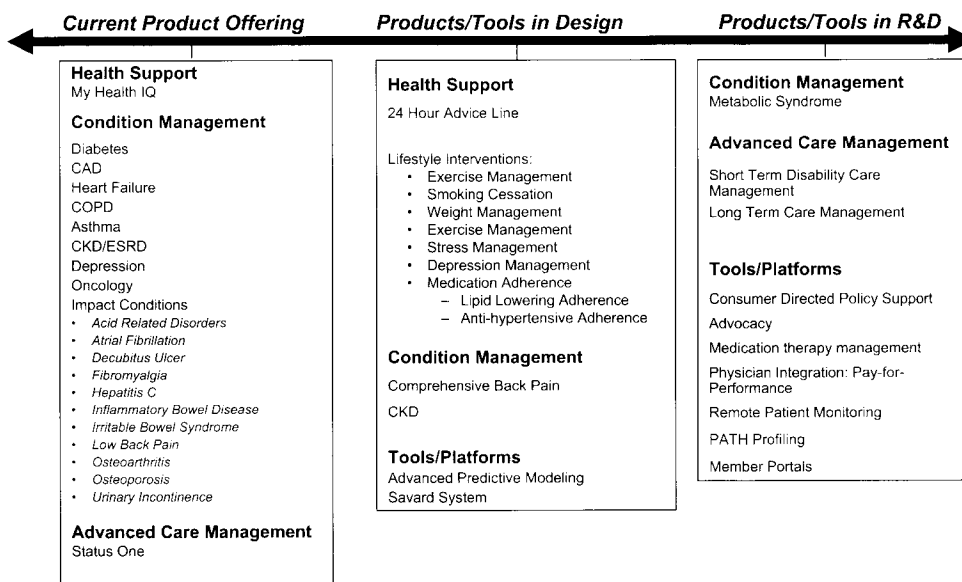 Current Product Offering
Products/Tools in Design
Products/Tools in R&D
Health Support
My Health IQ
Condition Management
Diabetes
CAD
Heart Failure
COPD
Asthma
CKD/ESRD
Depression
Oncology
Impact Conditions
• Acid Related Disorders
• Atrial Fibrillation
• Decubitus Ulcer
• Fibromyalgia
• Hepatitis C
• Inflammatory Bowel Disease
• Irritable Bowel Syndrome
• Low Back Pain
• Osteoarthritis
• Osteoporosis
• Urinary Incontinence
Advanced Care Management
Status One
Health Support
24 Hour Advice Line
Lifestyle Interventions:
• Exercise Management
• Smoking Cessation
• Weight Management
• Exercise Management
• Stress Management
• Depression Management
• Medication Adherence
– Lipid Lowering Adherence
– Anti-hypertensive Adherence
Condition Management
Comprehensive Back Pain
CKD
Tools/Platforms
Advanced Predictive Modeling
Savard System
Condition Management
Metabolic Syndrome
Advanced Care Management
Short Term Disability Care
Management
Long Term Care Management
Tools/Platforms
Consumer Directed Policy Support
Advocacy
Medication therapy management
Physician Integration: Pay-for-
Performance
Remote Patient Monitoring
PATH Profiling
Member Portals